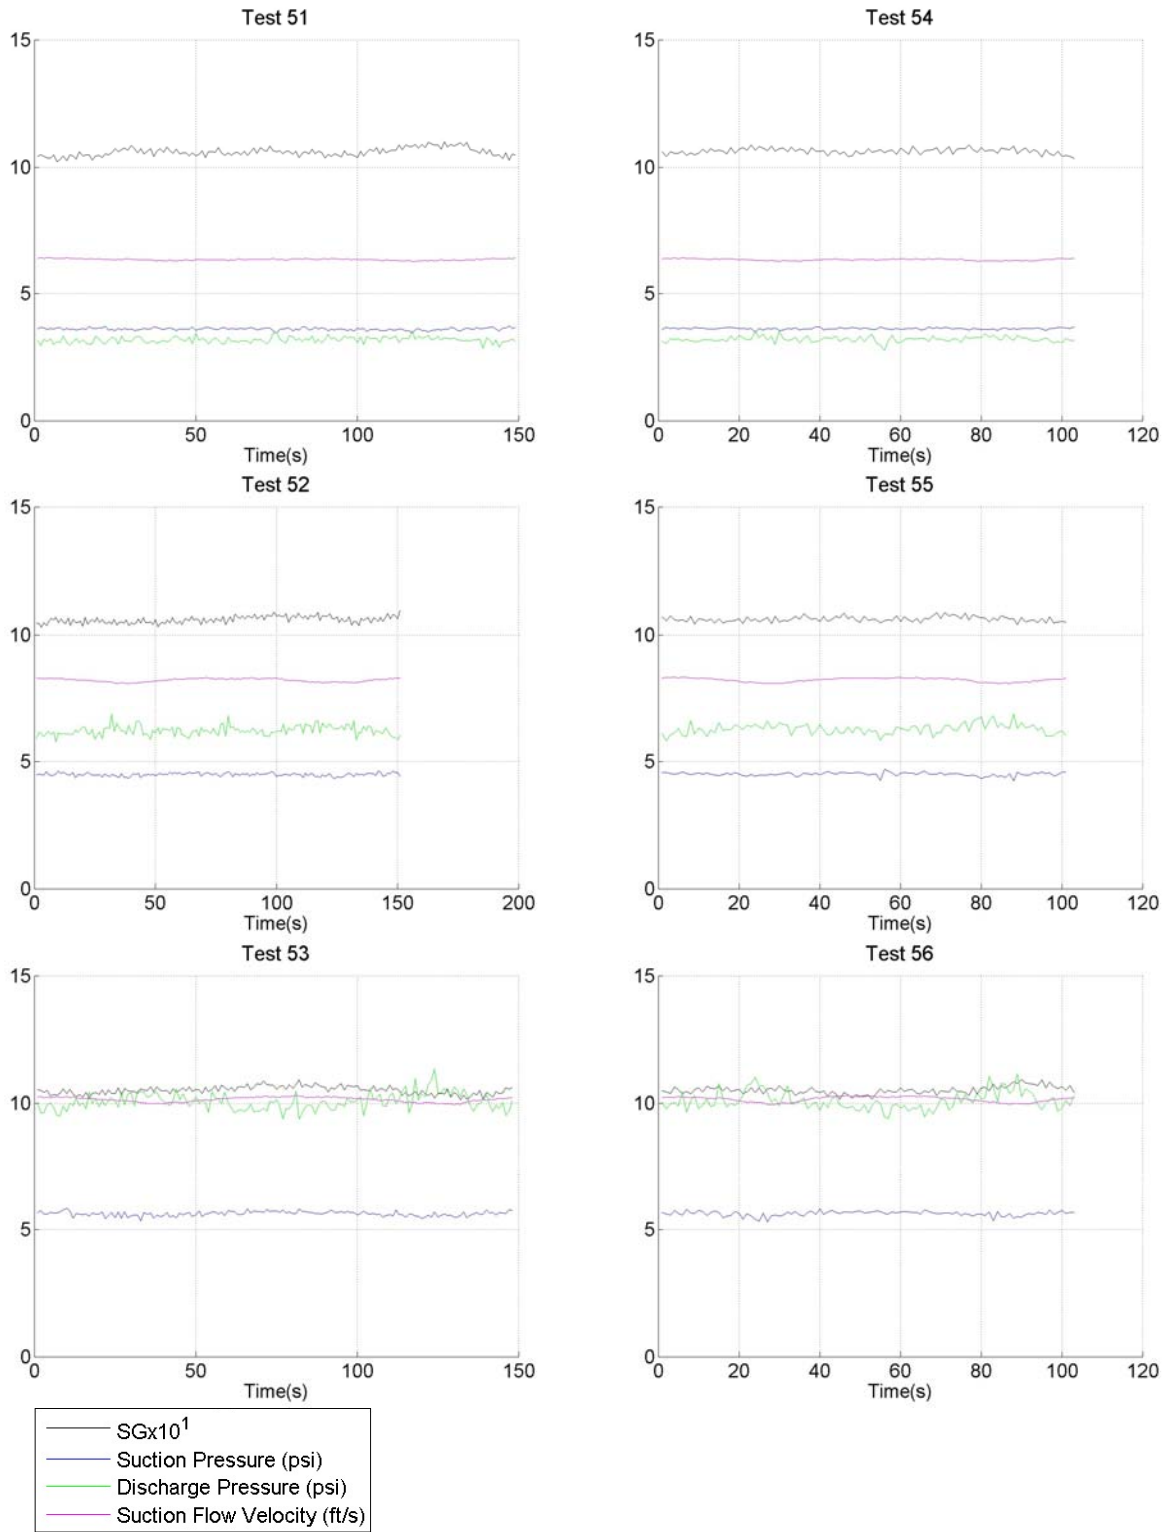 Test 51
15
10
5
0
0 50 100 150
Time(s)
Test 54
15
10
5
0
0 20 40 60 80 100 120
Time(s)
Test 52
15
10
5
0
0 50 100 150 200
Time(s)
Test 55
15
10
5
0
0 20 40 60 80 100 120
Time(s)
Test 53
15
10
5
0
0 50 100 150
Time(s)
Test 56
15
10
5
0
0 20 40 60 80 100 120
Time(s)
SGx10¹
Suction Pressure (psi)
Discharge Pressure (psi)
Suction Flow Velocity (ft/s)